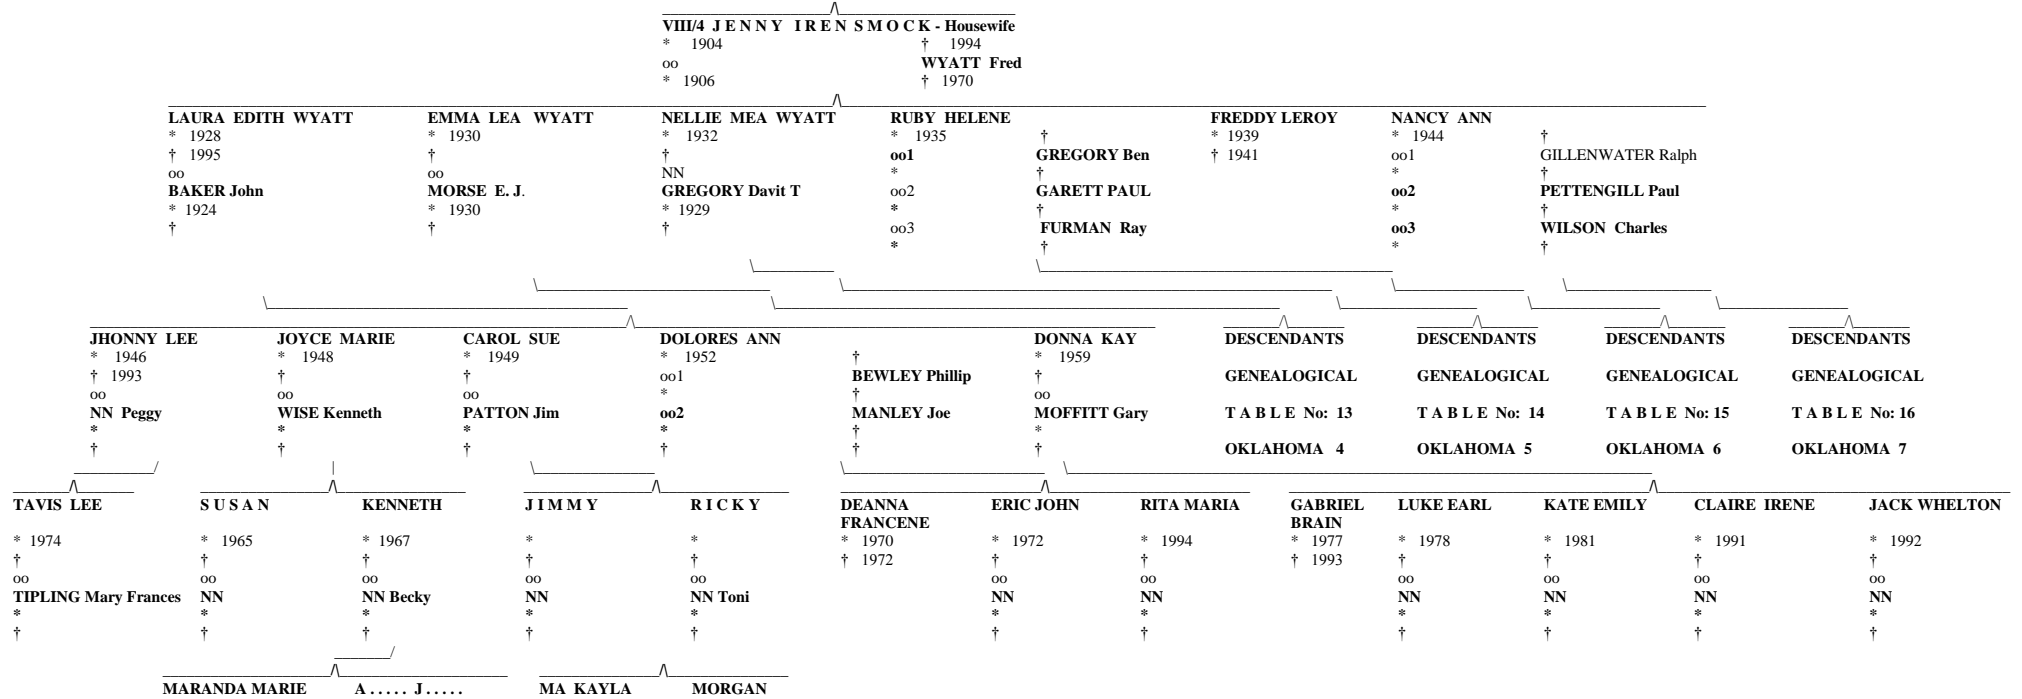 VIII/4 J E N N Y I R E N S M O C K - Housewife
* 1904 † 1994
oo WYATT Fred
* 1906 † 1970
LAURA EDITH WYATT EMMA LEA WYATT NELLIE MEA WYATT RUBY HELENE FREDDY LEROY NANCY ANN
* 1928 * 1930 * 1932 * 1935 † * 1939 * 1944 †
† 1995 † † oo1 GREGORY Ben † 1941 oo1 GILLENWATER Ralph
oo oo NN * † * †
BAKER John MORSE E. J. GREGORY Davit T oo2 GARETT PAUL oo2 PETTENGILL Paul
* 1924 * 1930 * 1929 * † * †
† † † oo3 FURMAN Ray oo3 WILSON Charles
* † * †
JHONNY LEE JOYCE MARIE CAROL SUE DOLORES ANN DONNA KAY DESCENDANTS DESCENDANTS DESCENDANTS DESCENDANTS
* 1946 * 1948 * 1949 * 1952 † * 1959
† 1993 † † oo1 BEWLEY Phillip † GENEALOGICAL GENEALOGICAL GENEALOGICAL GENEALOGICAL
oo oo oo * † oo
NN Peggy WISE Kenneth PATTON Jim oo2 MANLEY Joe MOFFITT Gary T A B L E No: 13 T A B L E No: 14 T A B L E No: 15 T A B L E No: 16
* * * * † *
† † † † † † OKLAHOMA 4 OKLAHOMA 5 OKLAHOMA 6 OKLAHOMA 7
TAVIS LEE S U S A N KENNETH J I M M Y R I C K Y DEANNA ERIC JOHN RITA MARIA GABRIEL LUKE EARL KATE EMILY CLAIRE IRENE JACK WHELTON
FRANCENE BRAIN
* 1974 * 1965 * 1967 * * * 1970 * 1972 * 1994 * 1977 * 1978 * 1981 * 1991 * 1992
† † † † † † 1972 † † † 1993 † † † †
oo oo oo oo oo oo oo oo oo oo oo
TIPLING Mary Frances NN NN Becky NN NN Toni NN NN NN NN NN NN
* * * * * * * * * * *
† † † † † † † † † † †
MARANDA MARIE A . . . . . J . . . . . MA KAYLA MORGAN